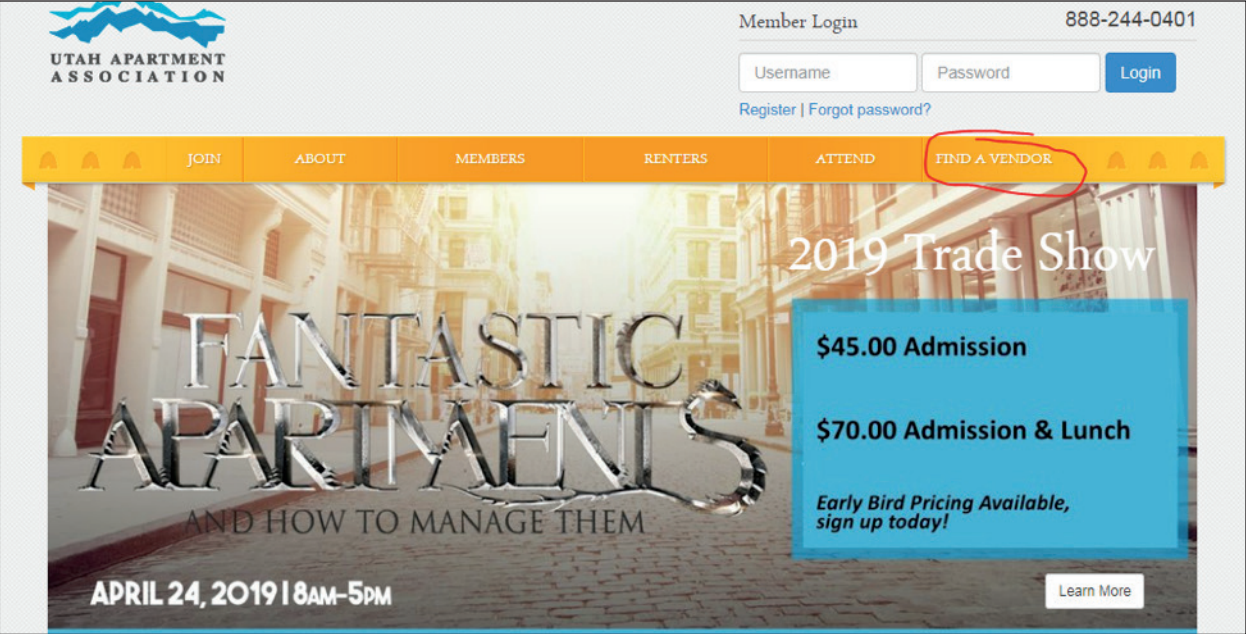 UTAH APARTMENT
ASSOCIATION
Member Login
888-244-0401
Username
Password
Login
Register | Forgot password?
JOIN
ABOUT
MEMBERS
RENTERS
ATTEND
FIND A VENDOR
2019 Trade Show
$45.00 Admission
$70.00 Admission & Lunch
Early Bird Pricing Available,
sign up today!
FANTASTIC
APARTMENTS
AND HOW TO MANAGE THEM
APRIL 24, 2019 | 8AM-5PM
Learn More